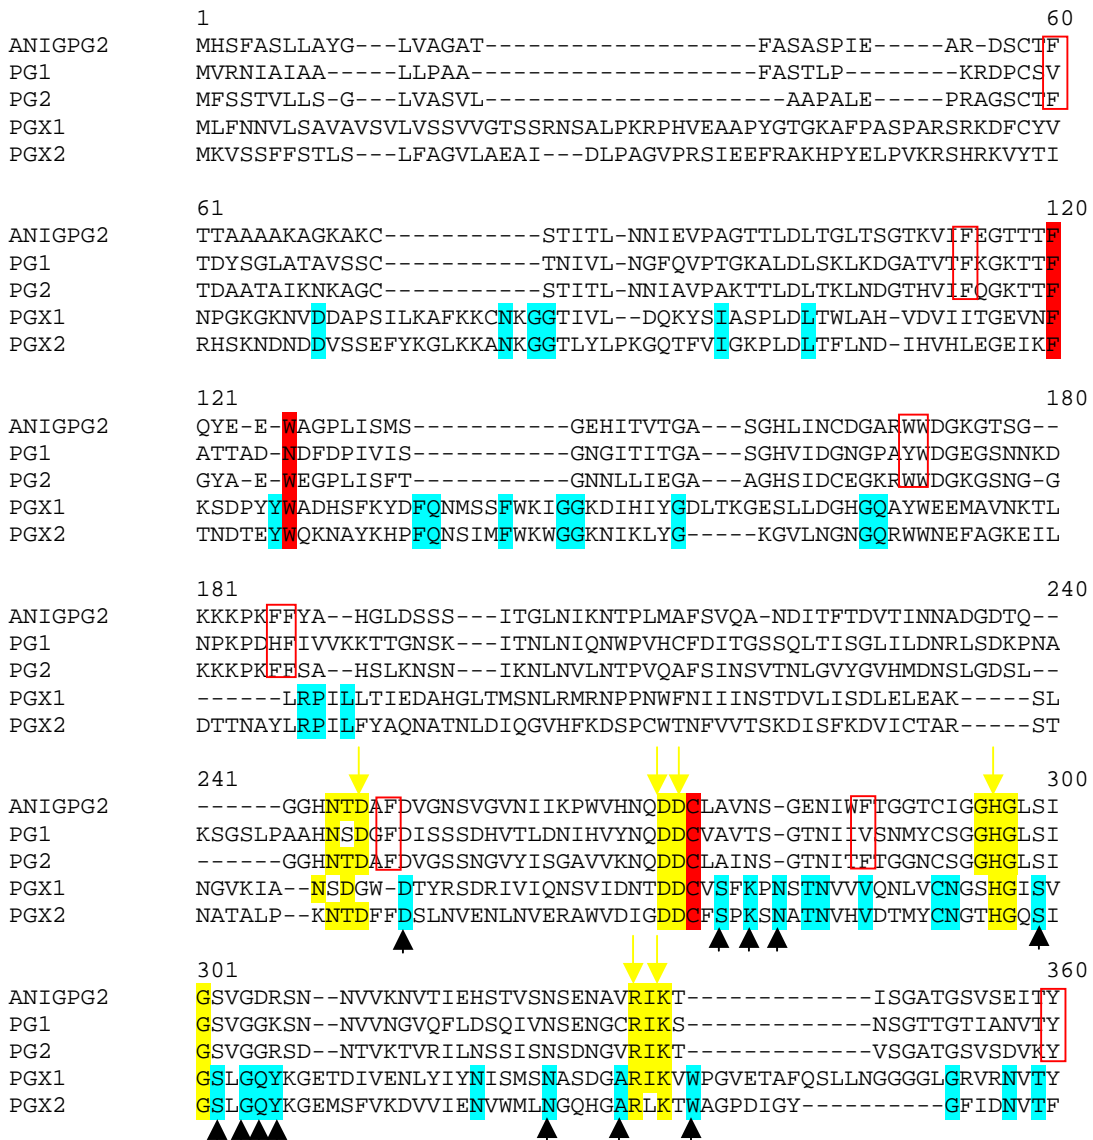 1 60
ANIGPG2 MHSFASLLAYG---LVAGAT-------------------FASASPIE-----AR-DSCTF
PG1 MVRNIAIAA----LLPAA---------------------FASTLP--------KRDPCSV
PG2 MFSSTVLLS-G---LVASVL---------------------AAPALE----PRAGSCTF
PGX1 MLFNNVLSAVAVSVLVSSVVGTSSRNSALPKRPHVEAAPYGTGKAFPASPARSRKDFCYV
PGX2 MKVSSFFSTLS---LFAGVLAEAI---DLPAGVPRSIEEFRAKHPYELPVKRSHRKVYTI
61 120
ANIGPG2 TTAAAAKAGKAKC-----------STITL-NNIEVPAGTTLDLTGLTSGTKVIFEGTTTF
PG1 TDYSGLATAVSSC-----------TNIVL-NGFQVPTGKALDLSKLKDGATVTFKGKTTF
PG2 TDAATAIKNKAGC-----------STITL-NNIAVPAKTTLDLTKLNDGTHVIFQGKTTF
PGX1 NPGKGKNVDDAPSILKAFKKCNKGGTIVL--DQKYSIASPLDLTWLAH-VDVIITGEVNF
PGX2 RHSKNDNDDVSSEFYKGLKKANKGGTLYLPKGQTFVIGKPLDLTFLND-IHVHLEGEIKF
121 180
ANIGPG2 QYE-E-WAGPLISMS-----------GEHITVTGA---SGHLINCDGARWWDGKGTSG--
PG1 ATTAD-NDFDPIVIS-----------GNGITITGA---SGHVIDGNGPAYWDGEGSNNKD
PG2 GYA-E-WEGPLISFT-----------GNNLLIEGA---AGHSIDCEGKRWWDGKGSNG-G
PGX1 KSDPYYWADHSFKYDFQNMSSFWKIGGKDIHIYGDLTKGESLLDGHGQAYWEEMAVNKTL
PGX2 TNDTEYWQKNAYKHPFQNSIMFWKWGGKNIKLYG-----KGVLNGNGQRWWNEFAGKEIL
181 240
ANIGPG2 KKKPKFFYA--HGLDSSS---ITGLNIKNTPLMAFSVQA-NDITFTDVTINNADGDTQ--
PG1 NPKPDHFIVVKKTTGNSK---ITNLNIQNWPVHCFDITGSSQLTISGLILDNRLSDKPNA
PG2 KKKPKFFSA--HSLKNSN---IKNLNVLNTPVQAFSINSVTNLGVYGVHMDNSLGDSL--
PGX1 ------LRPILLTIEDAHGLTMSNLRMRNPPNWFNIIINSTDVLISDLELEAK-----SL
PGX2 DTTNAYLRPILFYAQNATNLDIQGVHFKDSPCWTNFVVTSKDISFKDVICTAR-----ST
241 300
ANIGPG2 ------GGHNTDAFDVGNSVGVNIIKPWVHNQDDCLAVNS-GENIWFTGGTCIGGHGLSI
PG1 KSGSLPAAHNSDGFDISSSDHVTLDNIHVYNQDDCVAVTS-GTNIIVSNMYCSGGHGLSI
PG2 ------GGHNTDAFDVGSSNGVYISGAVVKNQDDCLAINS-GTNITFTGGNCSGGHGLSI
PGX1 NGVKIA--NSDGW-DTYRSDRIVIQNSVIDNTDDCVSFKPNSTNVVVQNLVCNGSHGISV
PGX2 NATALP--KNTDFFDSLNVENLNVERAWVDIGDDCFSPKSNATNVHVDTMYCNGTHGQSI
301 360
ANIGPG2 GSVGDRSN--NVVKNVTIEHSTVSNSENAVRIKT-------------ISGATGSVSEITY
PG1 GSVGGKSN--NVVNGVQFLDSQIVNSENGCRIKS-------------NSGTTGTIANVTY
PG2 GSVGGRSD--NTVKTVRILNSSISNSDNGVRIKT-------------VSGATGSVSDVKY
PGX1 GSLGQYKGETDIVENLYIYNISMSNASDGARIKVWPGVETAFQSLLNGGGGLGRVRNVTY
PGX2 GSLGQYKGEMSFVKDVVIENVWMLNGQHGARLKTWAGPDIGY----------GFIDNVTF